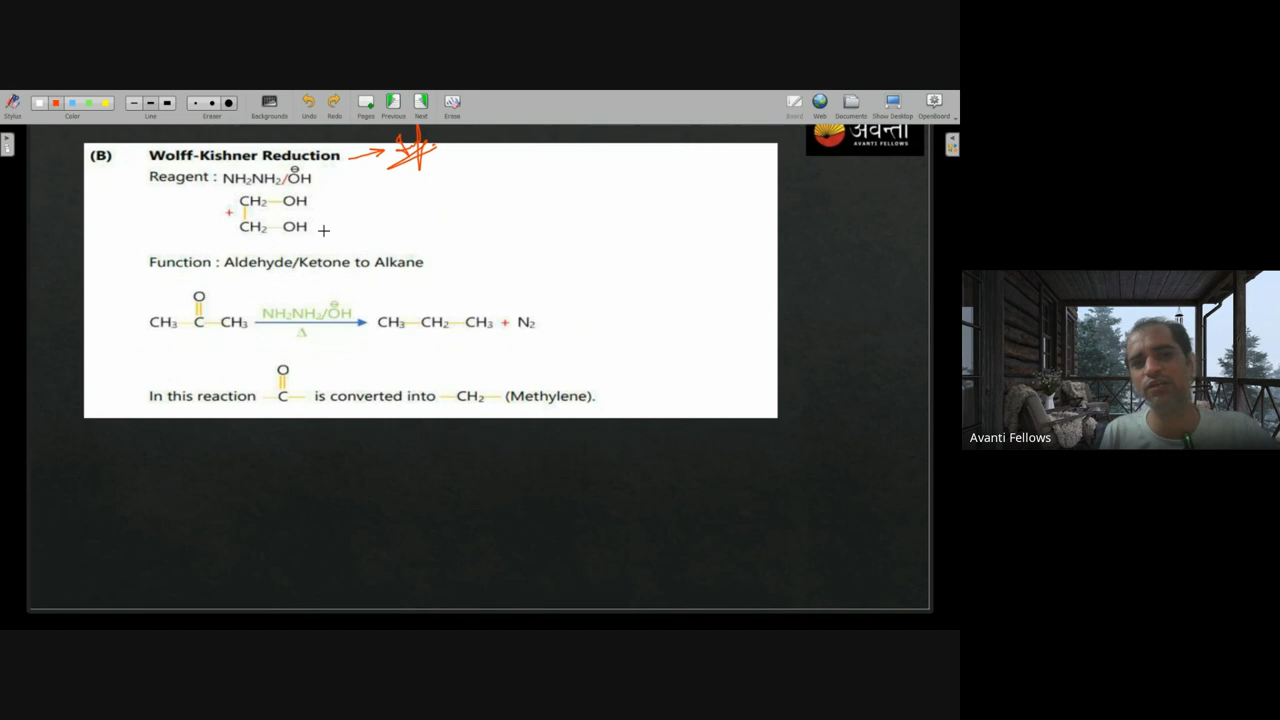 Stylus Color Line Eraser Backgrounds Undo Redo Pages Previous Next Erase Board Web Documents Show Desktop OpenBoard
अवन्ती
AVANTI FELLOWS
(B) Wolff-Kishner Reduction
Reagent : NH₂NH₂/O⊖H
CH₂—OH
+
CH₂—OH
Function : Aldehyde/Ketone to Alkane
O
NH₂NH₂/O⊖H
CH₃—C—CH₃ CH₃—CH₂—CH₃ + N₂
Δ
O
In this reaction —C— is converted into —CH₂— (Methylene).
Avanti Fellows